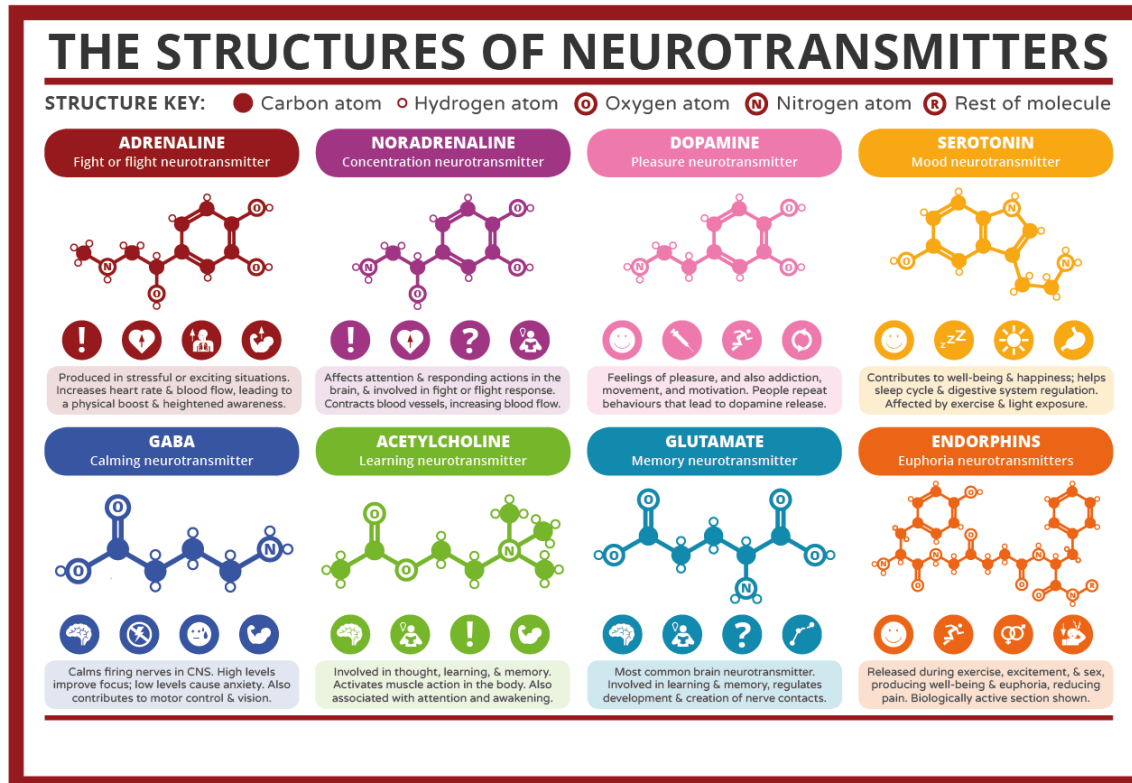 THE STRUCTURES OF NEUROTRANSMITTERS
STRUCTURE KEY: Carbon atom Hydrogen atom O Oxygen atom N Nitrogen atom R Rest of molecule
ADRENALINE
Fight or flight neurotransmitter
O
N
O
O
!
Produced in stressful or exciting situations.
Increases heart rate & blood flow, leading to
a physical boost & heightened awareness.
NORADRENALINE
Concentration neurotransmitter
O
N
O
O
!
?
Affects attention & responding actions in the
brain, & involved in fight or flight response.
Contracts blood vessels, increasing blood flow.
DOPAMINE
Pleasure neurotransmitter
O
N
O
Feelings of pleasure, and also addiction,
movement, and motivation. People repeat
behaviours that lead to dopamine release.
SEROTONIN
Mood neurotransmitter
N
O
N
zzZ
Contributes to well-being & happiness; helps
sleep cycle & digestive system regulation.
Affected by exercise & light exposure.
GABA
Calming neurotransmitter
O
N
O
Calms firing nerves in CNS. High levels
improve focus; low levels cause anxiety. Also
contributes to motor control & vision.
ACETYLCHOLINE
Learning neurotransmitter
O
N
O
!
Involved in thought, learning, & memory.
Activates muscle action in the body. Also
associated with attention and awakening.
GLUTAMATE
Memory neurotransmitter
O O
O O
N
?
Most common brain neurotransmitter.
Involved in learning & memory, regulates
development & creation of nerve contacts.
ENDORPHINS
Euphoria neurotransmitters
O
O
N N N
N O O
O N R
Released during exercise, excitement, & sex,
producing well-being & euphoria, reducing
pain. Biologically active section shown.